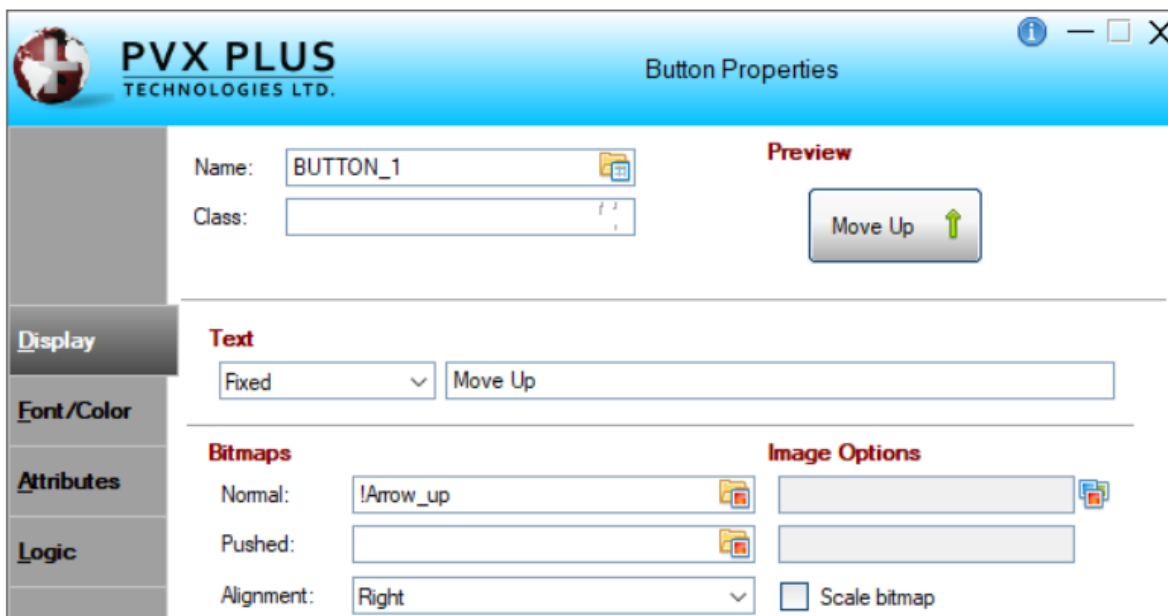 PVX PLUS
TECHNOLOGIES LTD.
Button Properties
Name: BUTTON_1
Class:
Preview
Move Up
Display
Text
Fixed Move Up
Font/Color
Bitmaps Image Options
Attributes
Normal: !Arrow_up
Pushed:
Logic
Alignment: Right Scale bitmap